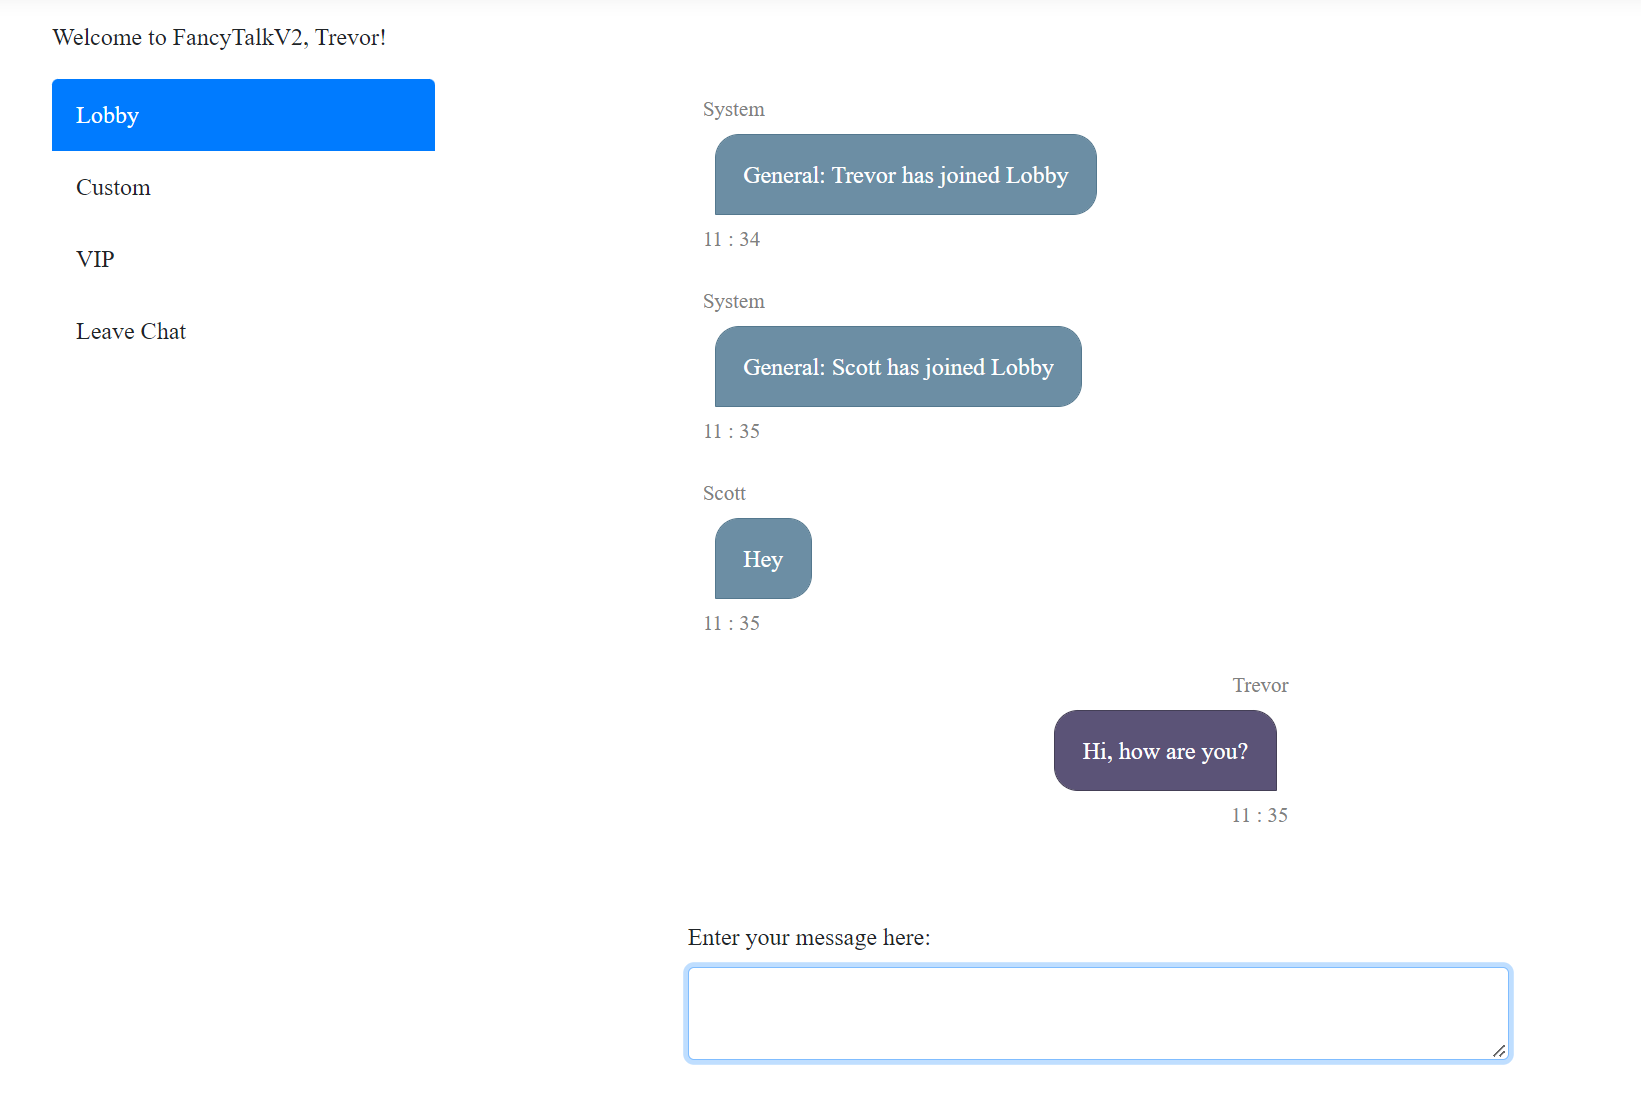 Welcome to FancyTalkV2, Trevor!
Lobby
Custom
VIP
Leave Chat
System
General: Trevor has joined Lobby
11 : 34
System
General: Scott has joined Lobby
11 : 35
Scott
Hey
11 : 35
Trevor
Hi, how are you?
11 : 35
Enter your message here: